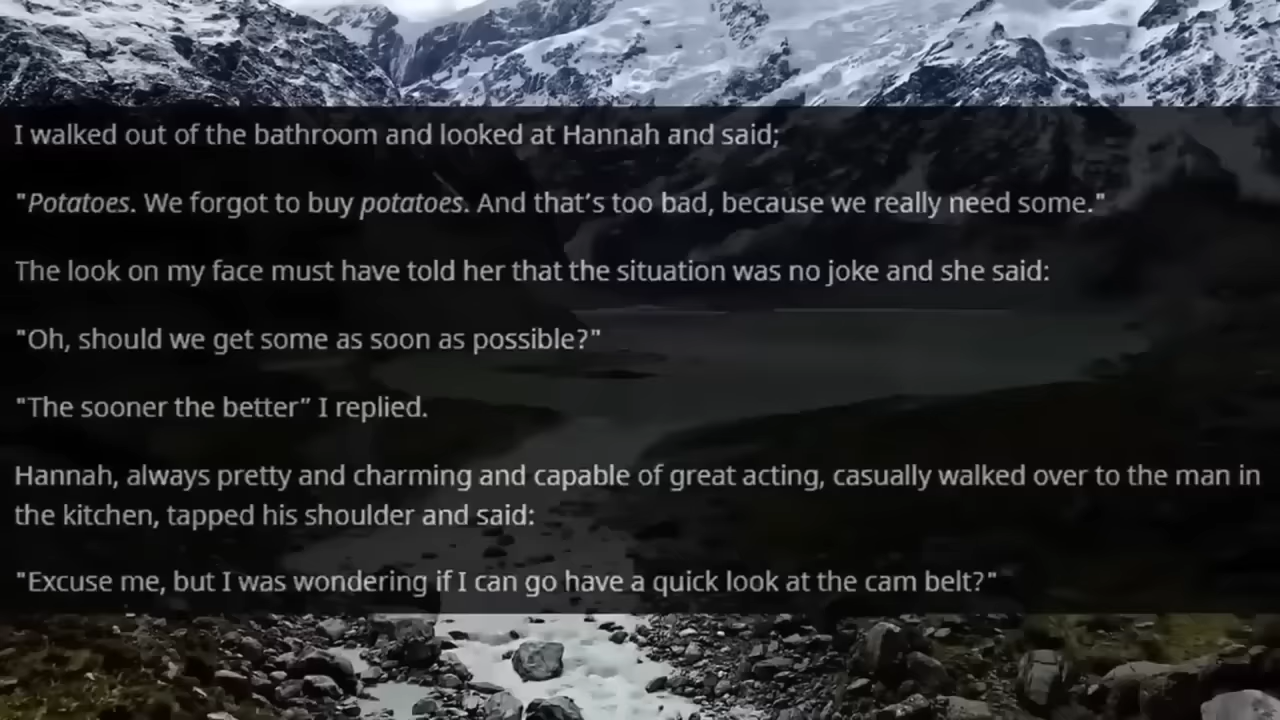 I walked out of the bathroom and looked at Hannah and said;
"Potatoes. We forgot to buy potatoes. And that’s too bad, because we really need some."
The look on my face must have told her that the situation was no joke and she said:
"Oh, should we get some as soon as possible?"
"The sooner the better” I replied.
Hannah, always pretty and charming and capable of great acting, casually walked over to the man in
the kitchen, tapped his shoulder and said:
"Excuse me, but I was wondering if I can go have a quick look at the cam belt?"